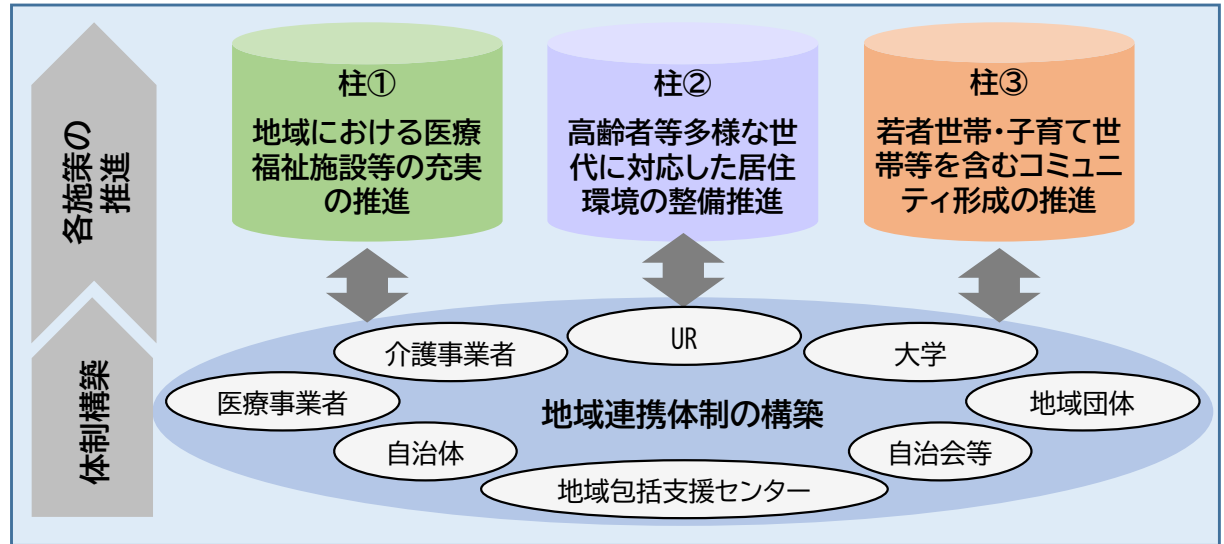 各施策の
推進
柱①
地域における医療
福祉施設等の充実
の推進
柱②
高齢者等多様な世
代に対応した居住
環境の整備推進
柱③
若者世帯・子育て世
帯等を含むコミュニ
ティ形成の推進
体制構築
介護事業者
UR
大学
医療事業者
地域連携体制の構築
地域団体
自治体
自治会等
地域包括支援センター